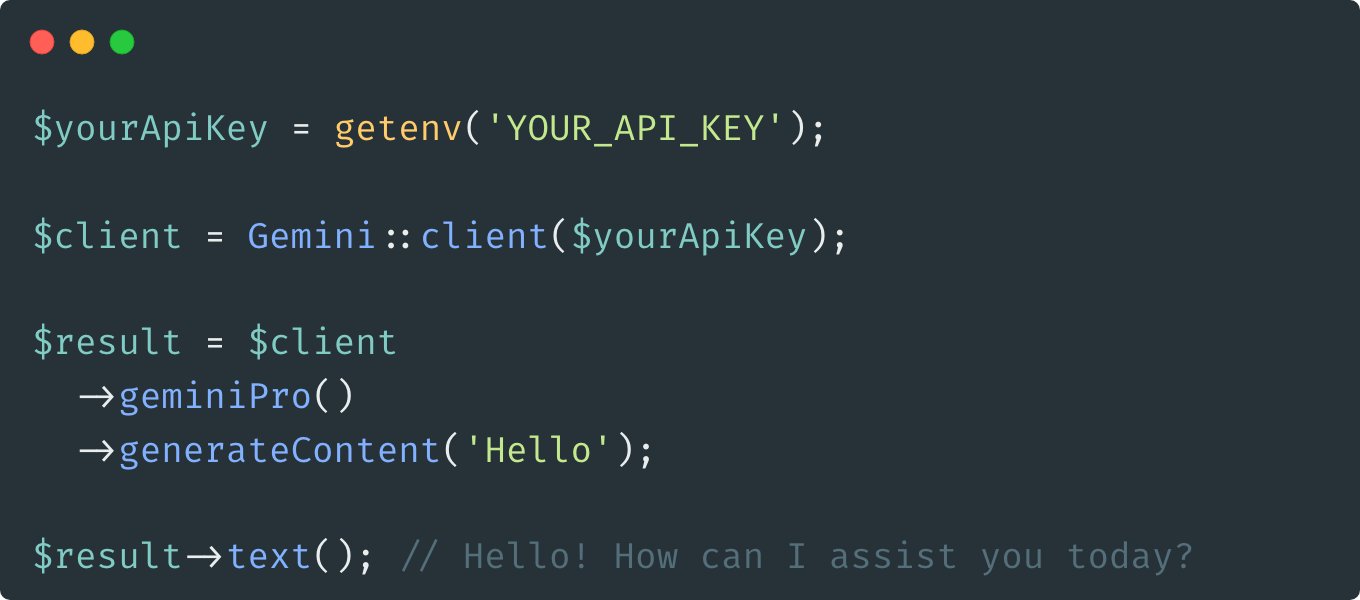 $yourApiKey = getenv('YOUR_API_KEY');
$client = Gemini::client($yourApiKey);
$result = $client
->geminiPro()
->generateContent('Hello');
$result->text(); // Hello! How can I assist you today?